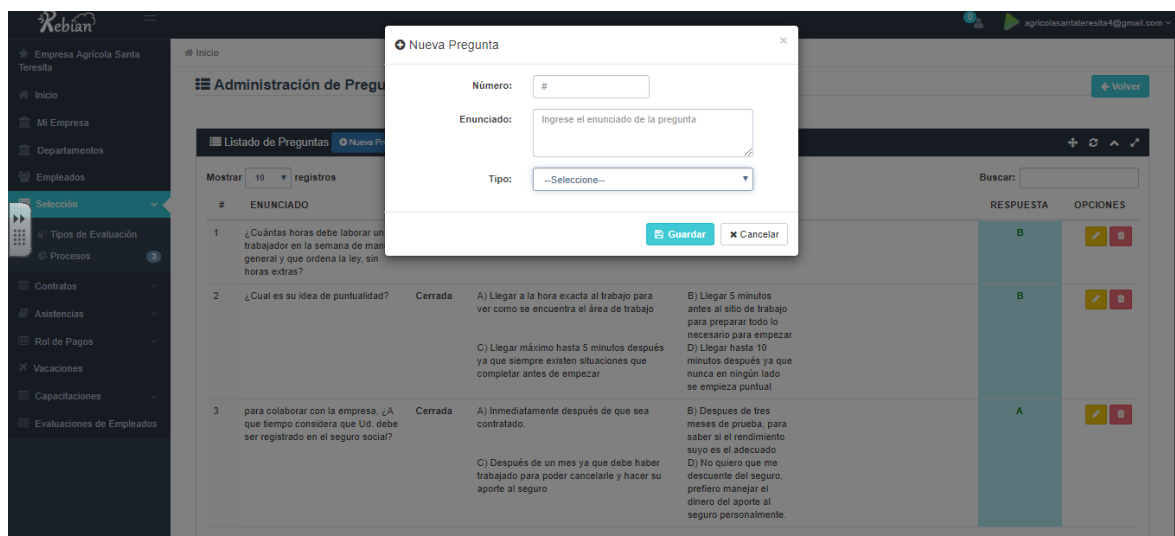 Rebian
0
agricolasantateresita4@gmail.com
Empresa Agrícola Santa
Teresita
Inicio
Mi Empresa
Departamentos
Empleados
Selección
Tipos de Evaluación
Procesos 3
Contratos
Asistencias
Rol de Pagos
Vacaciones
Capacitaciones
Evaluaciones de Empleados
Inicio
Administración de Pregu
Volver
Nueva Pregunta ×
Número: #
Enunciado: Ingrese el enunciado de la pregunta
Tipo: --Seleccione--
Guardar Cancelar
Listado de Preguntas Nueva Pr
Mostrar 10 registros
Buscar:
# ENUNCIADO RESPUESTA OPCIONES
1 ¿Cuántas horas debe laborar un B
trabajador en la semana de man
general y que ordena la ley, sin
horas extras?
2 ¿Cual es su idea de puntualidad? Cerrada A) Llegar a la hora exacta al trabajo para B) Llegar 5 minutos B
ver como se encuentra el área de trabajo antes al sitio de trabajo
para preparar todo lo
necesario para empezar
C) Llegar máximo hasta 5 minutos después D) Llegar hasta 10
ya que siempre existen situaciones que minutos después ya que
completar antes de empezar nunca en ningún lado
se empieza puntual
3 para colaborar con la empresa, ¿A Cerrada A) Inmediatamente después de que sea B) Despues de tres A
que tiempo considera que Ud. debe contratado. meses de prueba, para
ser registrado en el seguro social? saber si el rendimiento
suyo es el adecuado
C) Después de un mes ya que debe haber D) No quiero que me
trabajado para poder cancelarle y hacer su descuente del seguro,
aporte al seguro prefiero manejar el
dinero del aporte al
seguro personalmente.